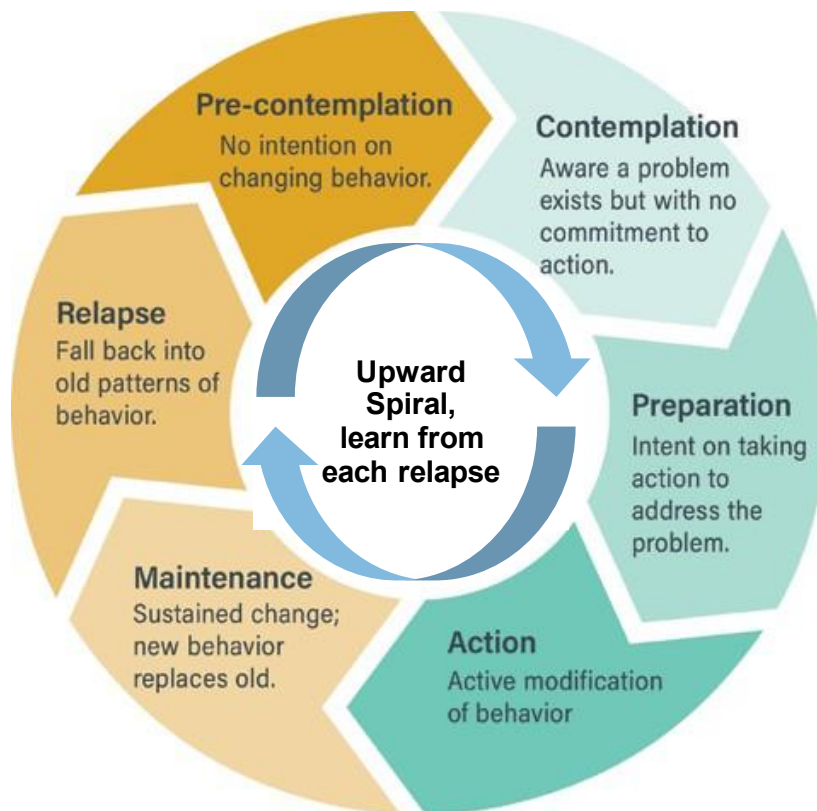 Pre-contemplation
No intention on
changing behavior.
Contemplation
Aware a problem
exists but with no
commitment to
action.
Preparation
Intent on taking
action to
address the
problem.
Action
Active modification
of behavior
Maintenance
Sustained change;
new behavior
replaces old.
Relapse
Fall back into
old patterns of
behavior.
Upward
Spiral,
learn from
each relapse